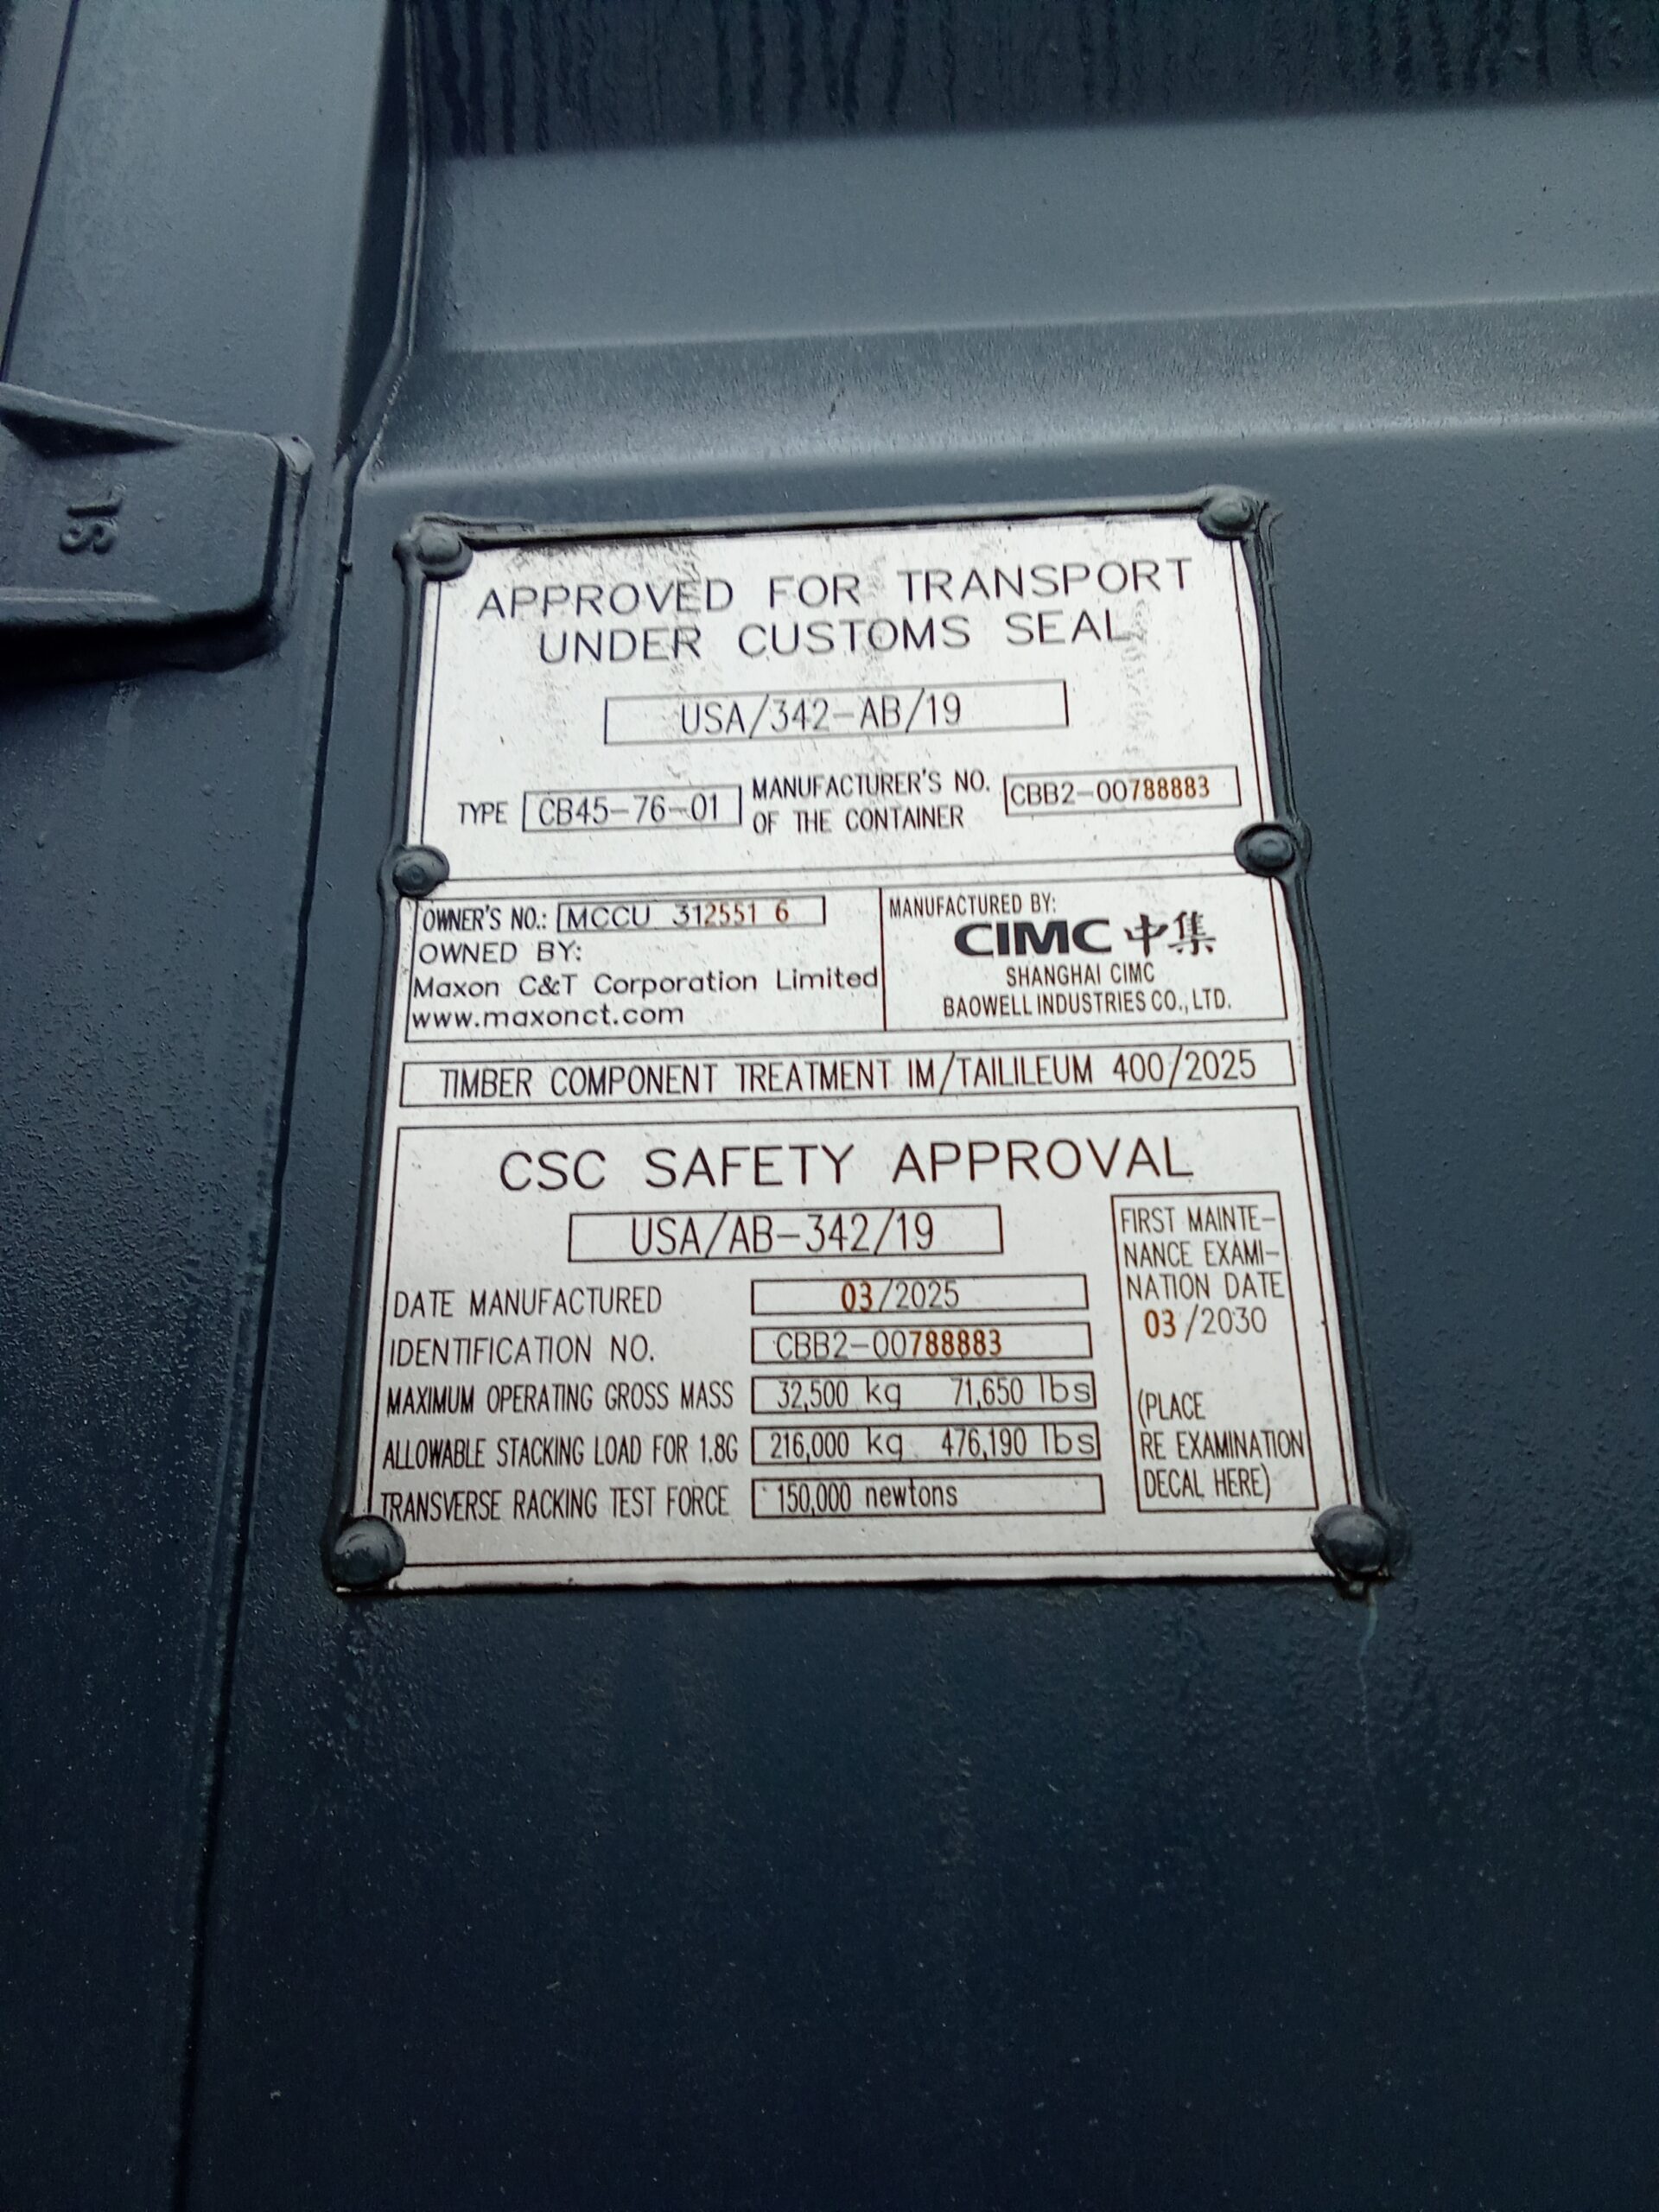 SL
APPROVED FOR TRANSPORT
UNDER CUSTOMS SEAL
USA/342-AB/19
TYPE CB45-76-01 MANUFACTURER'S NO. OF THE CONTAINER CBB2-00788883
OWNER'S NO.: MCCU 312551 6
OWNED BY:
Maxon C&T Corporation Limited
www.maxonct.com
MANUFACTURED BY:
CIMC 中集
SHANGHAI CIMC
BAOWELL INDUSTRIES CO., LTD.
TIMBER COMPONENT TREATMENT IM/TAILILEUM 400/2025
CSC SAFETY APPROVAL
USA/AB-342/19
DATE MANUFACTURED 03/2025
IDENTIFICATION NO. CBB2-00788883
MAXIMUM OPERATING GROSS MASS 32,500 kg 71,650 lbs
ALLOWABLE STACKING LOAD FOR 1.8G 216,000 kg 476,190 lbs
TRANSVERSE RACKING TEST FORCE 150,000 newtons
FIRST MAINTE-
NANCE EXAMI-
NATION DATE
03/2030
(PLACE
RE EXAMINATION
DECAL HERE)